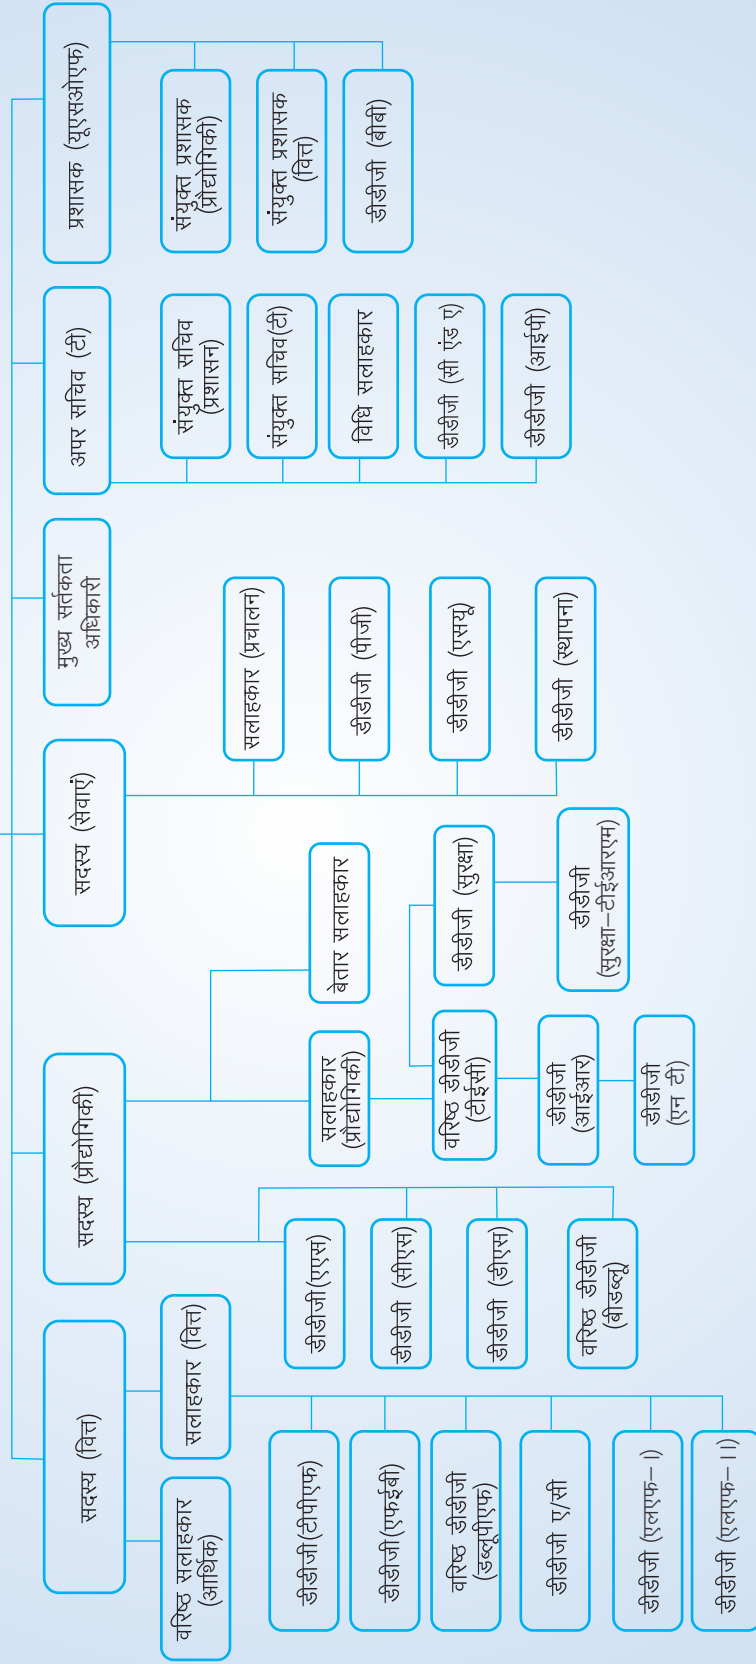 सदस्य (वित्त)
वरिष्ठ सलाहकार
(आर्थिक)
सलाहकार (वित्त)
डीडीजी(टीपीएफ)
डीडीजी(एफईबी)
वरिष्ठ डीडीजी
(डब्लूपीएफ)
डीडीजी ए/सी
डीडीजी (एलएफ–I)
डीडीजी (एलएफ–II)
सदस्य (प्रौद्योगिकी)
डीडीजी(एएस)
डीडीजी (सीएस)
डीडीजी (डीएस)
वरिष्ठ डीडीजी
(बीडब्लू)
सलाहकार
(प्रौद्योगिकी)
बेतार सलाहकार
वरिष्ठ डीडीजी
(टीईसी)
डीडीजी (सुरक्षा)
डीडीजी
(आईआर)
डीडीजी
(सुरक्षा–टीईआरएम)
डीडीजी
(एन टी)
सदस्य (सेवाएं)
सलाहकार (प्रचालन)
डीडीजी (पीजी)
डीडीजी (एसयू)
डीडीजी (स्थापना)
मुख्य सर्तकता
अधिकारी
अपर सचिव (टी)
संयुक्त सचिव
(प्रशासन)
संयुक्त सचिव(टी)
विधि सलाहकार
डीडीजी (सी एंड ए)
डीडीजी (आईपी)
प्रशासक (यूएसओएफ)
संयुक्त प्रशासक
(प्रौद्योगिकी)
संयुक्त प्रशासक
(वित्त)
डीडीजी (बीबी)